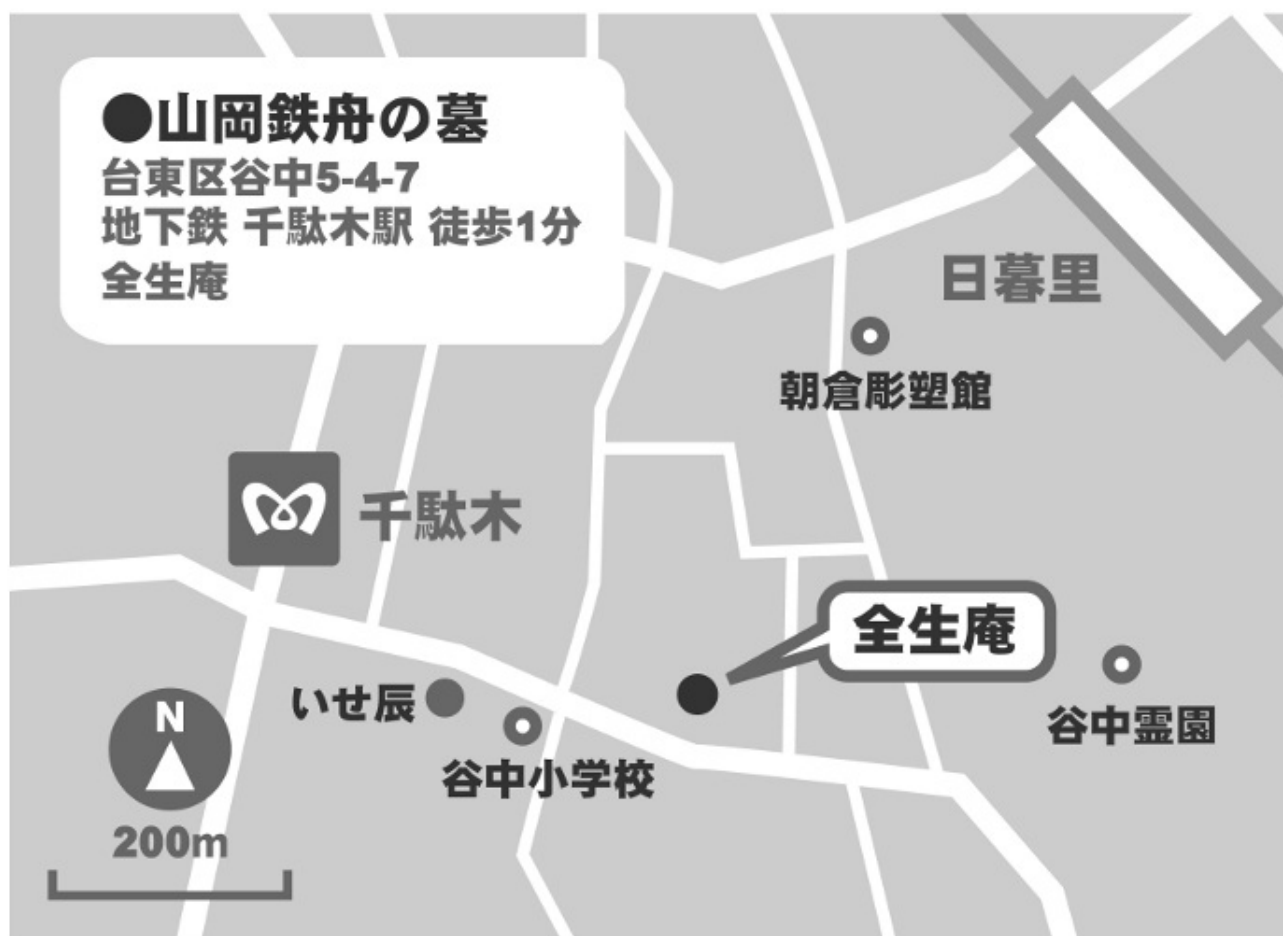 ●山岡鉄舟の墓
台東区谷中5-4-7
地下鉄 千駄木駅 徒歩1分
全生庵
日暮里
朝倉彫塑館
千駄木
全生庵
いせ辰
谷中霊園
N
谷中小学校
200m